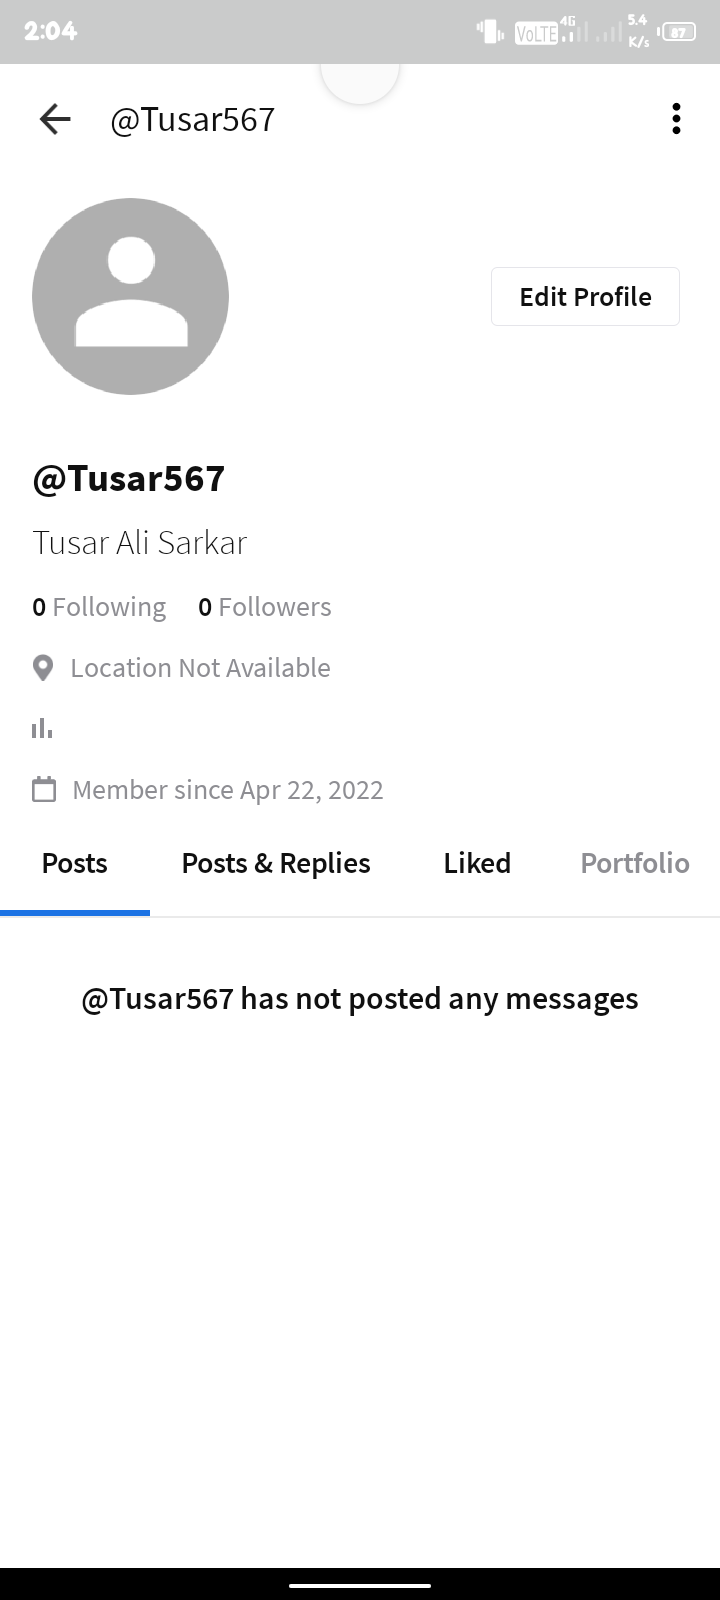 2:04
VoLTE 4G 5.4 K/s 87
@Tusar567
Edit Profile
@Tusar567
Tusar Ali Sarkar
0 Following 0 Followers
Location Not Available
Member since Apr 22, 2022
Posts Posts & Replies Liked Portfolio
@Tusar567 has not posted any messages